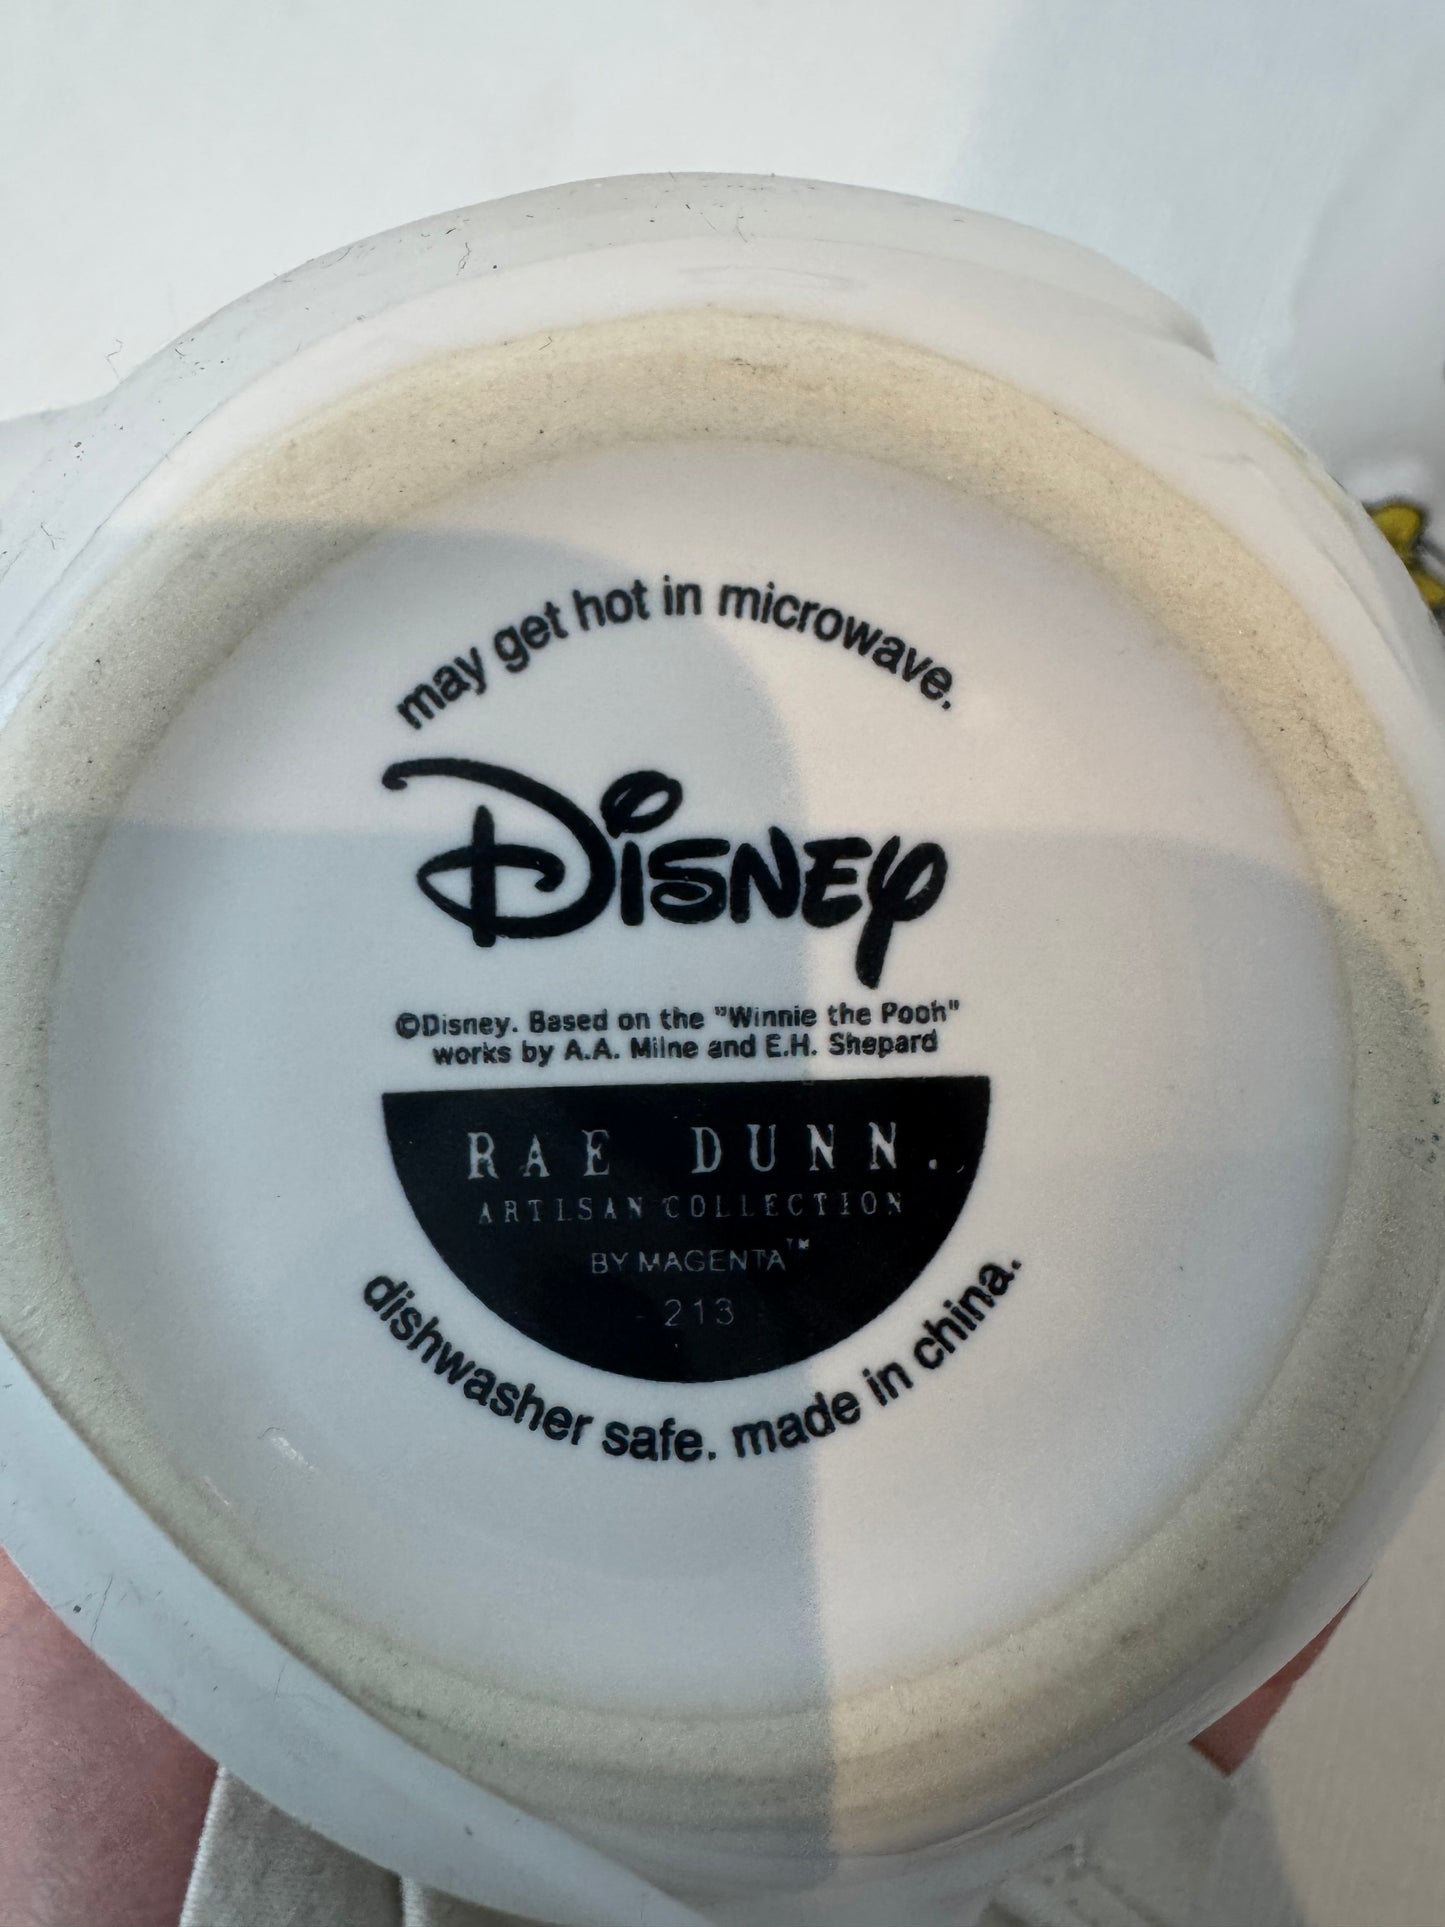 may get hot in microwave.
Disney
©Disney. Based on the "Winnie the Pooh"
works by A.A. Milne and E.H. Shepard
RAE DUNN.
ARTISAN COLLECTION
BY MAGENTA™
213
dishwasher safe. made in china.